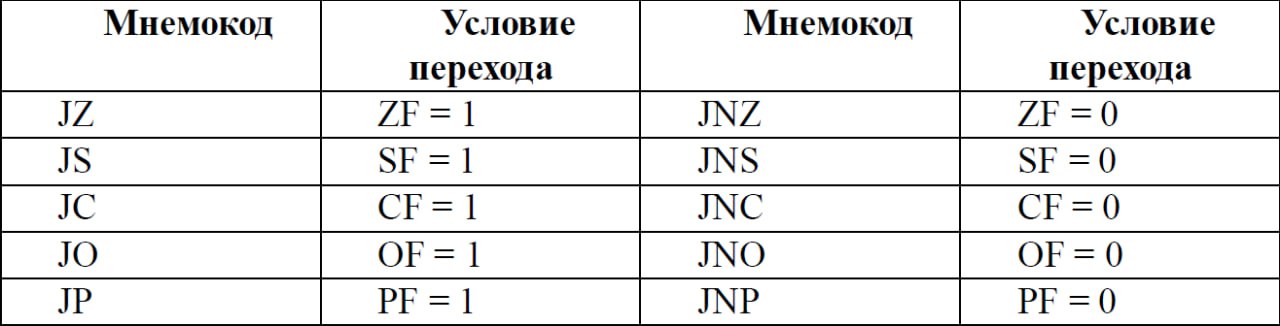 Мнемокод Условие перехода Мнемокод Условие перехода
JZ ZF = 1 JNZ ZF = 0
JS SF = 1 JNS SF = 0
JC CF = 1 JNC CF = 0
JO OF = 1 JNO OF = 0
JP PF = 1 JNP PF = 0